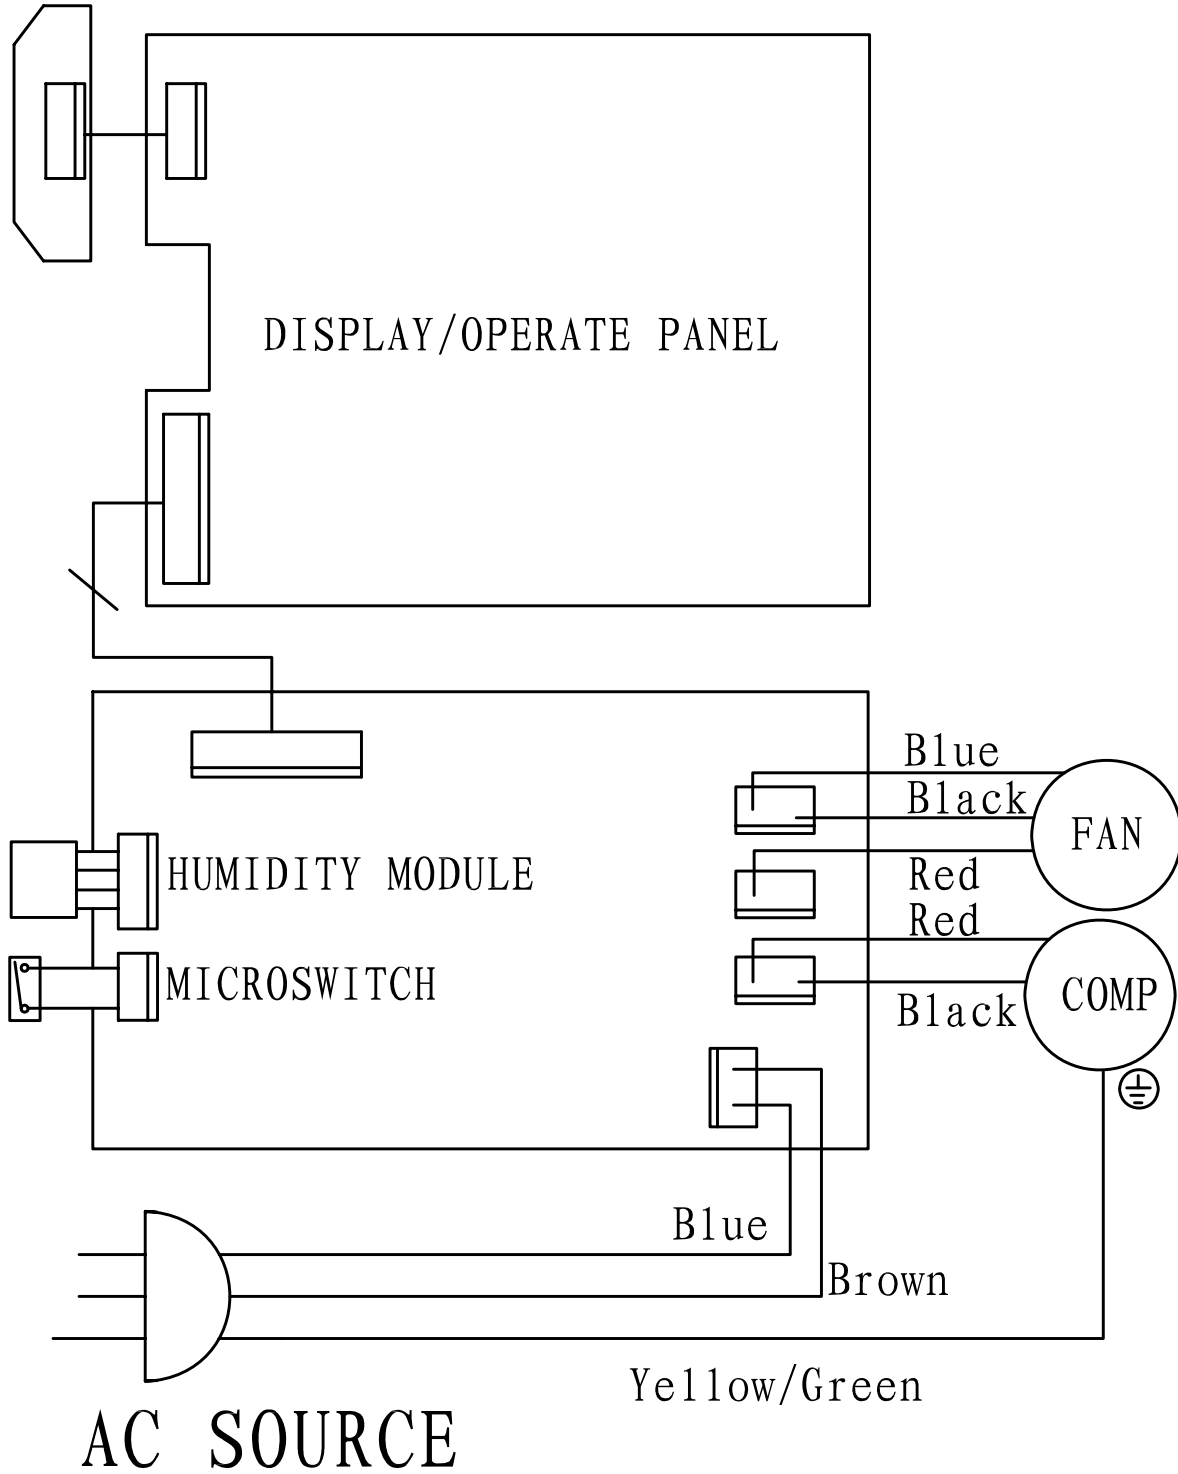 DISPLAY/OPERATE PANEL
Blue
Black
FAN
HUMIDITY MODULE
Red
Red
MICROSWITCH
COMP
Black
Blue
Brown
Yellow/Green
AC SOURCE